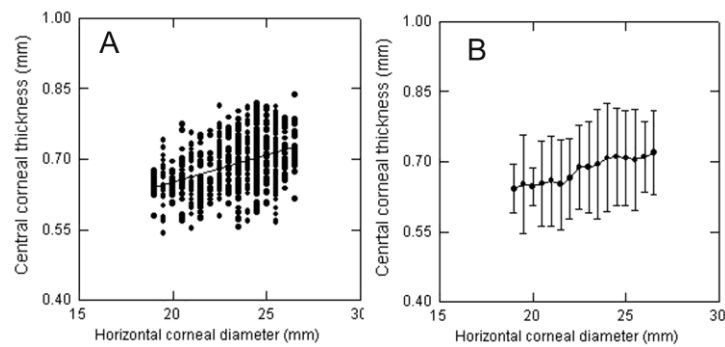 A
1.00
0.85
0.70
0.55
0.40
Central corneal thickness (mm)
15 20 25 30
Horizontal corneal diameter (mm)
B
1.00
0.85
0.70
0.55
0.40
Cenrtal corneal thickness (mm)
15 20 25 30
Horizontal corneal diameter (mm)